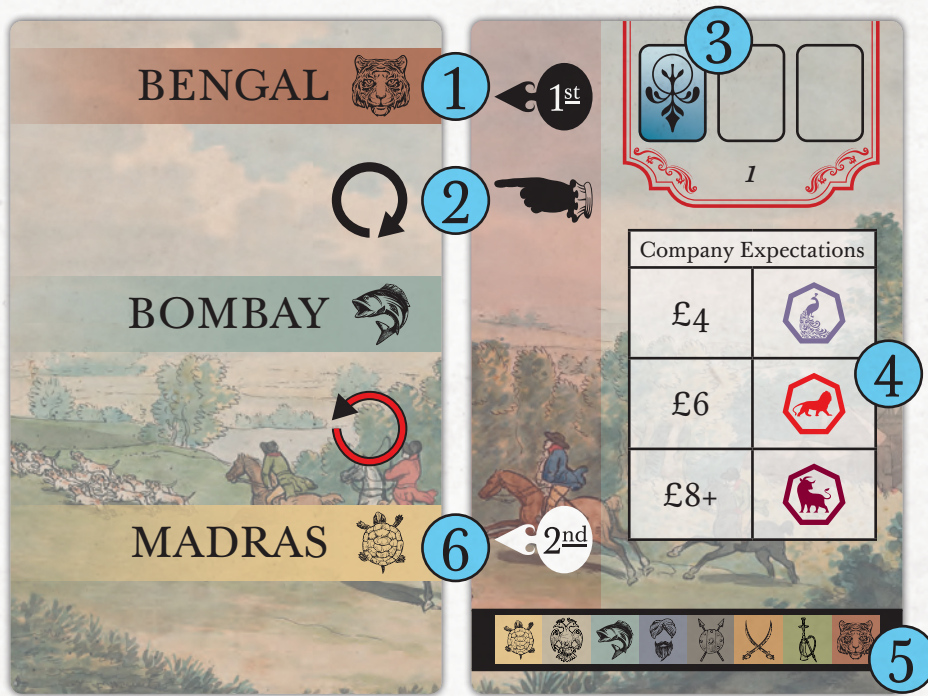 BENGAL
1
1st
3
1
2
Company Expectations
BOMBAY
£4
£6
4
£8+
MADRAS
6
2nd
5